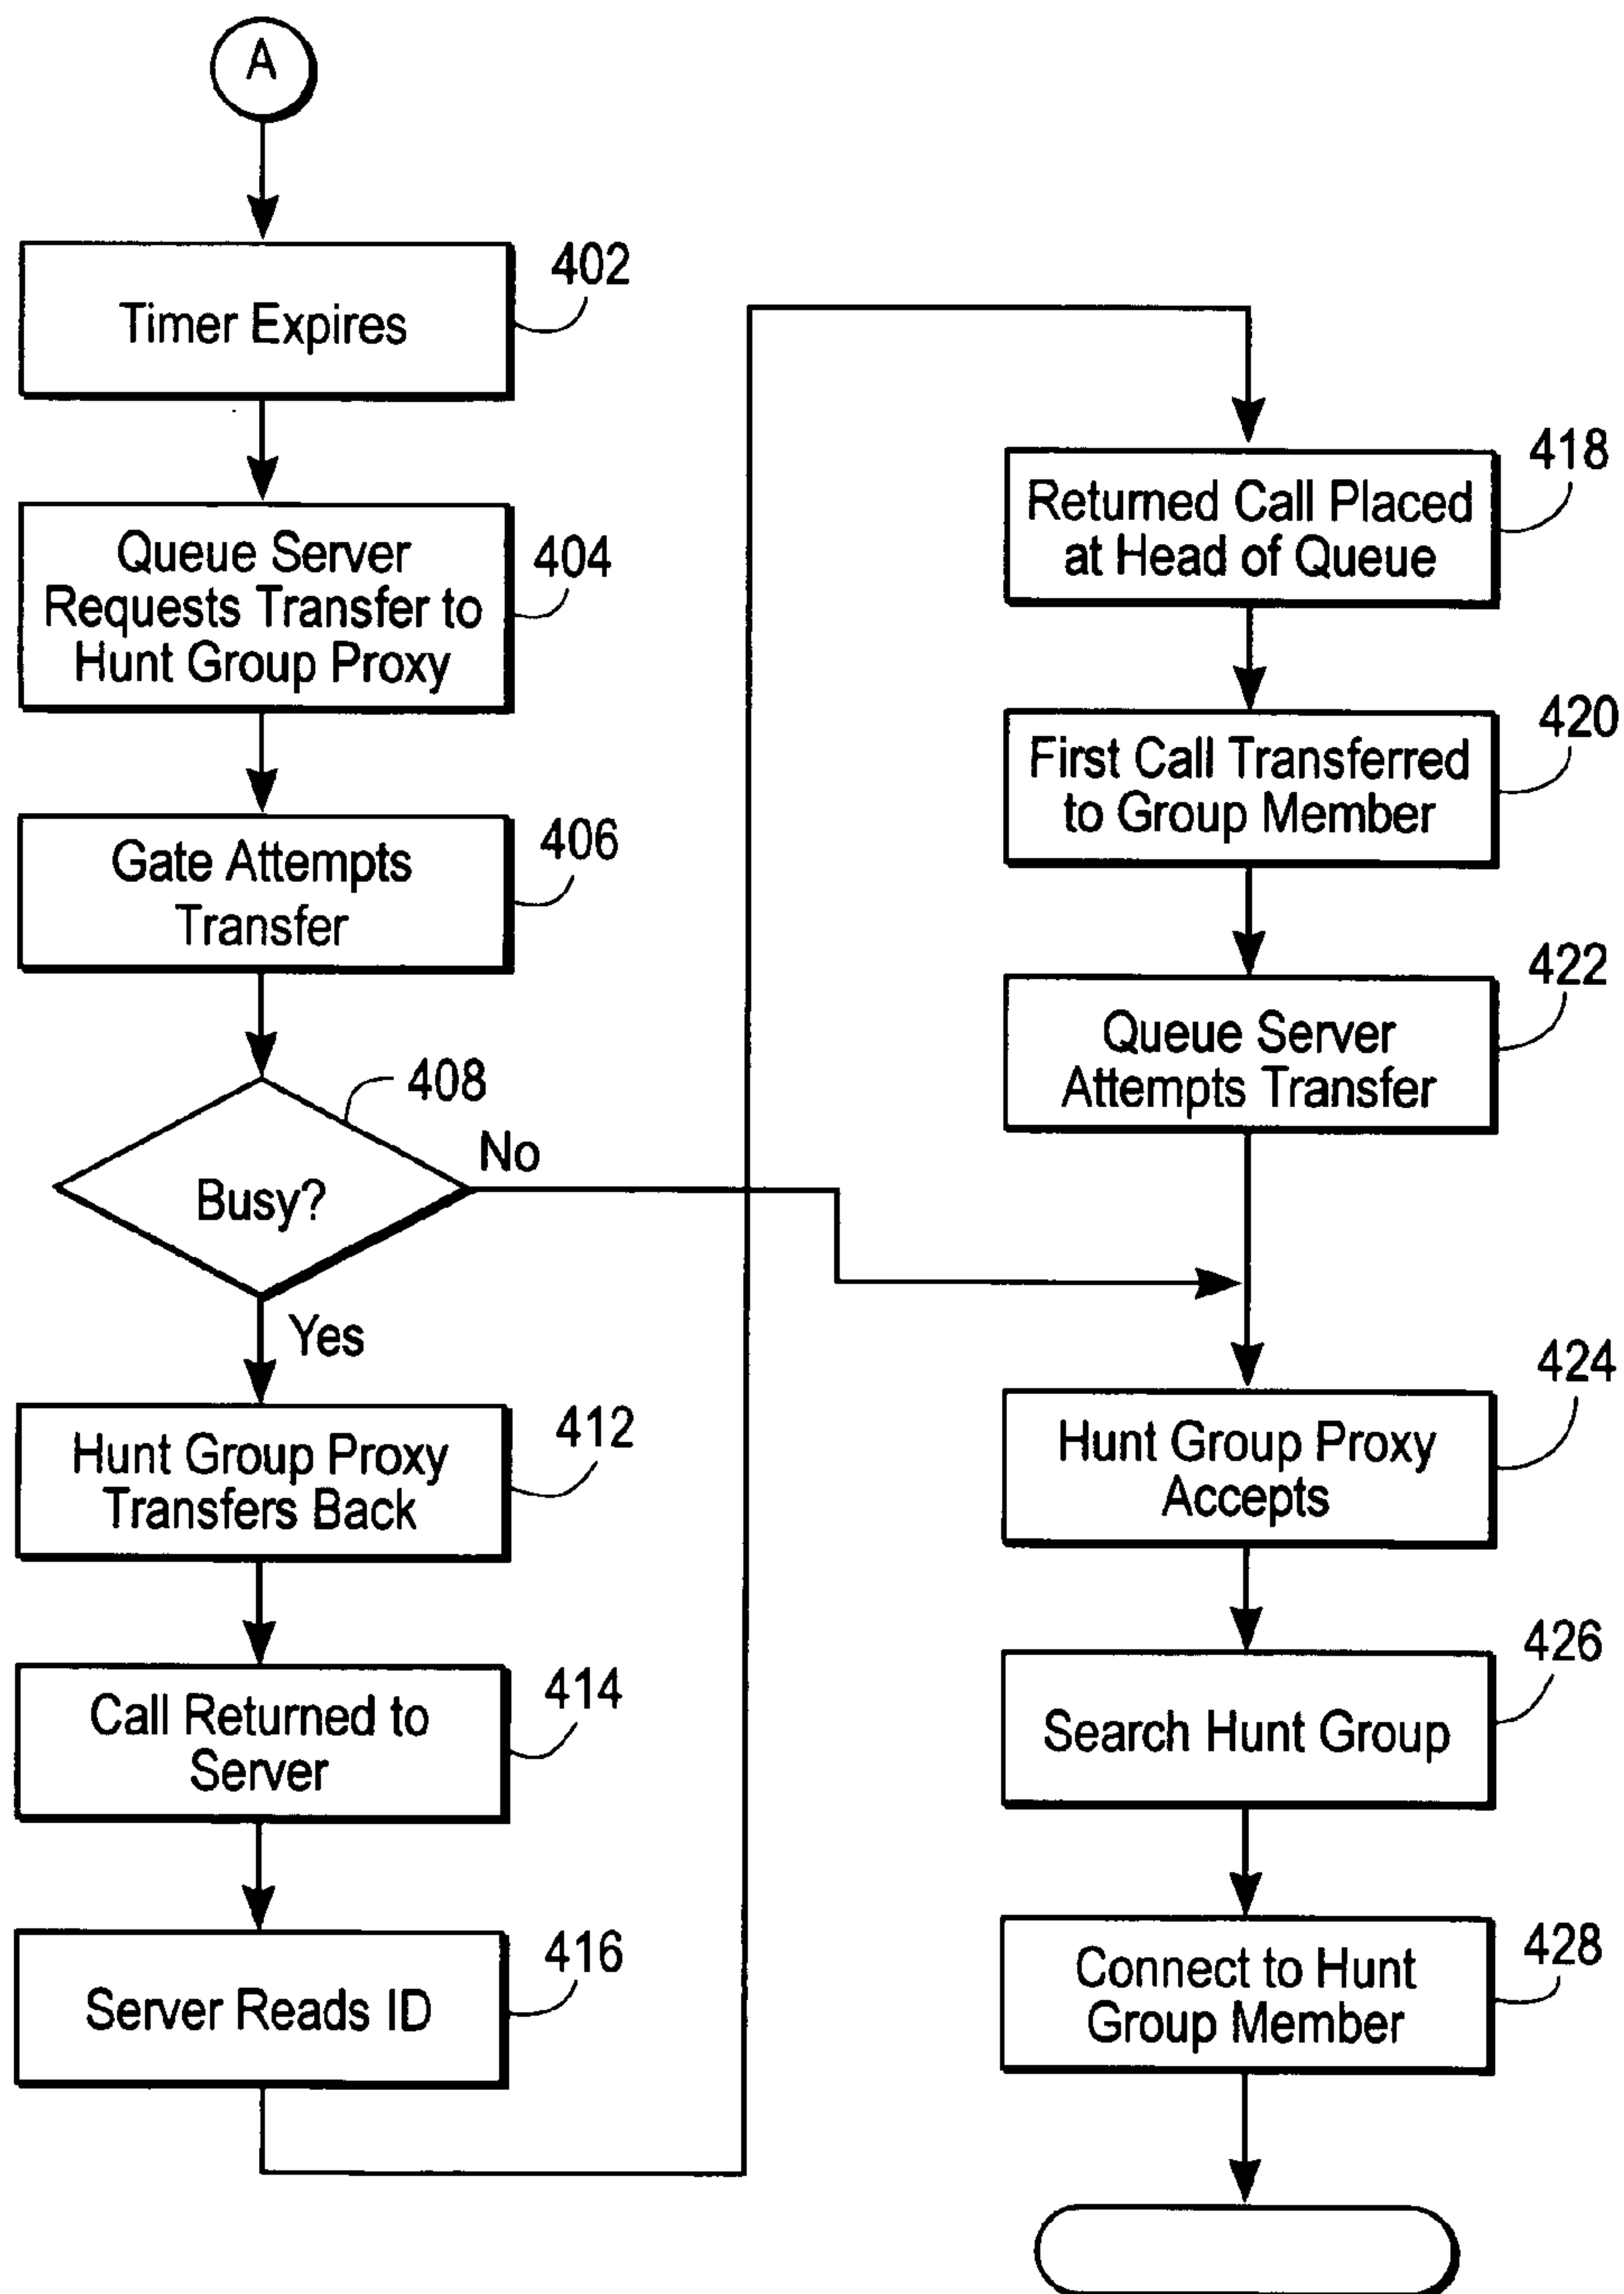 A
402
Timer Expires
404
Queue Server
Requests Transfer to
Hunt Group Proxy
406
Gate Attempts
Transfer
408
Busy?
No
Yes
412
Hunt Group Proxy
Transfers Back
414
Call Returned to
Server
416
Server Reads ID
418
Returned Call Placed
at Head of Queue
420
First Call Transferred
to Group Member
422
Queue Server
Attempts Transfer
424
Hunt Group Proxy
Accepts
426
Search Hunt Group
428
Connect to Hunt
Group Member